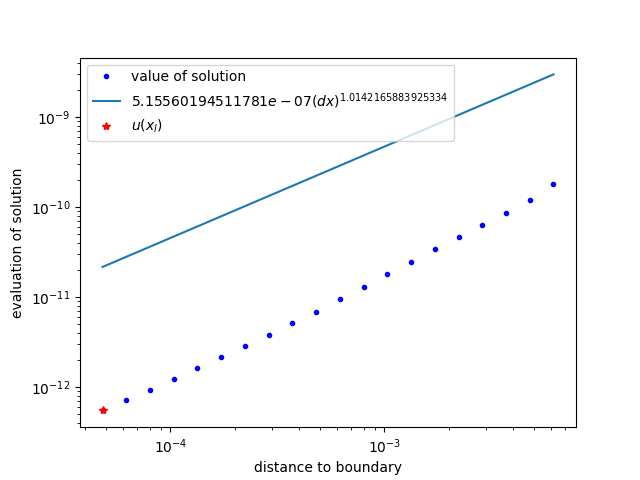 value of solution
5.15560194511781e − 07(dx)^1.0142165883925334
u(x_l)
10^−9
10^−10
10^−11
10^−12
evaluation of solution
10^−4
10^−3
distance to boundary